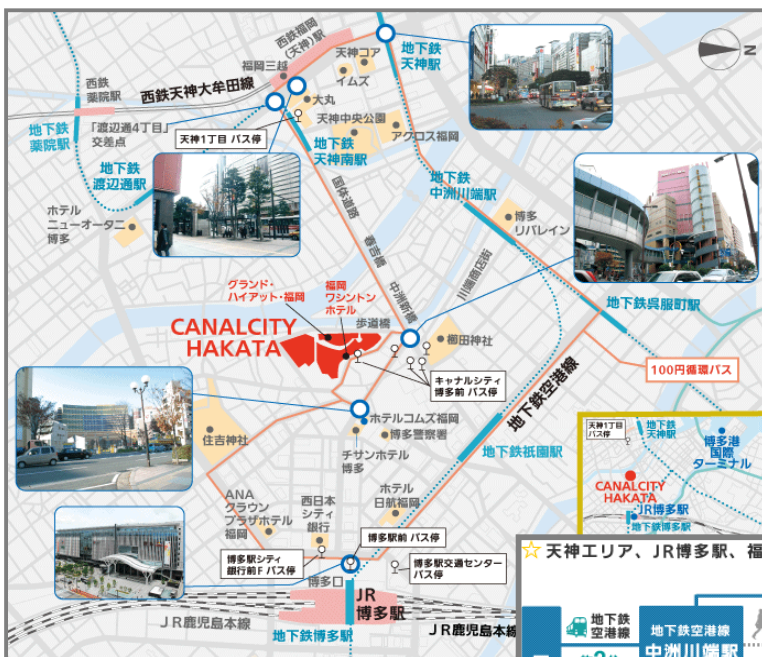 西鉄福岡
(天神)駅
地下鉄
天神駅
天神コア
福岡三越
イムズ
N
西鉄
薬院駅
西鉄天神大牟田線
大丸
天神中央公園
アクロス福岡
地下鉄
薬院駅
「渡辺通4丁目」
交差点
天神1丁目 バス停
地下鉄
天神南駅
地下鉄
渡辺通駅
地下鉄
中洲川端駅
国体道路
春吉橋
中洲新橋
川端商店街
博多
リバレイン
ホテル
ニューオータニ
博多
グランド・
ハイアット・福岡
福岡
ワシントン
ホテル
歩道橋
CANALCITY
HAKATA
地下鉄呉服町駅
櫛田神社
キャナルシティ
博多前 バス停
地下鉄空港線
100円循環バス
ホテルコムズ福岡
博多警察署
チサンホテル
博多
地下鉄祇園駅
住吉神社
ANA
クラウン
プラザホテル
福岡
西日本
シティ
銀行
ホテル
日航福岡
博多駅シティ
銀行前F バス停
博多駅前 バス停
博多駅交通センター
バス停
博多口
JR
博多駅
JR鹿児島本線
地下鉄博多駅
JR鹿児島本線
天神1丁目
バス停
地下鉄
天神駅
博多港
国際
ターミナル
CANALCITY
HAKATA
JR博多駅
地下鉄博多駅
☆ 天神エリア、JR博多駅、福
地下鉄
空港線
地下鉄空港線
中洲川端駅